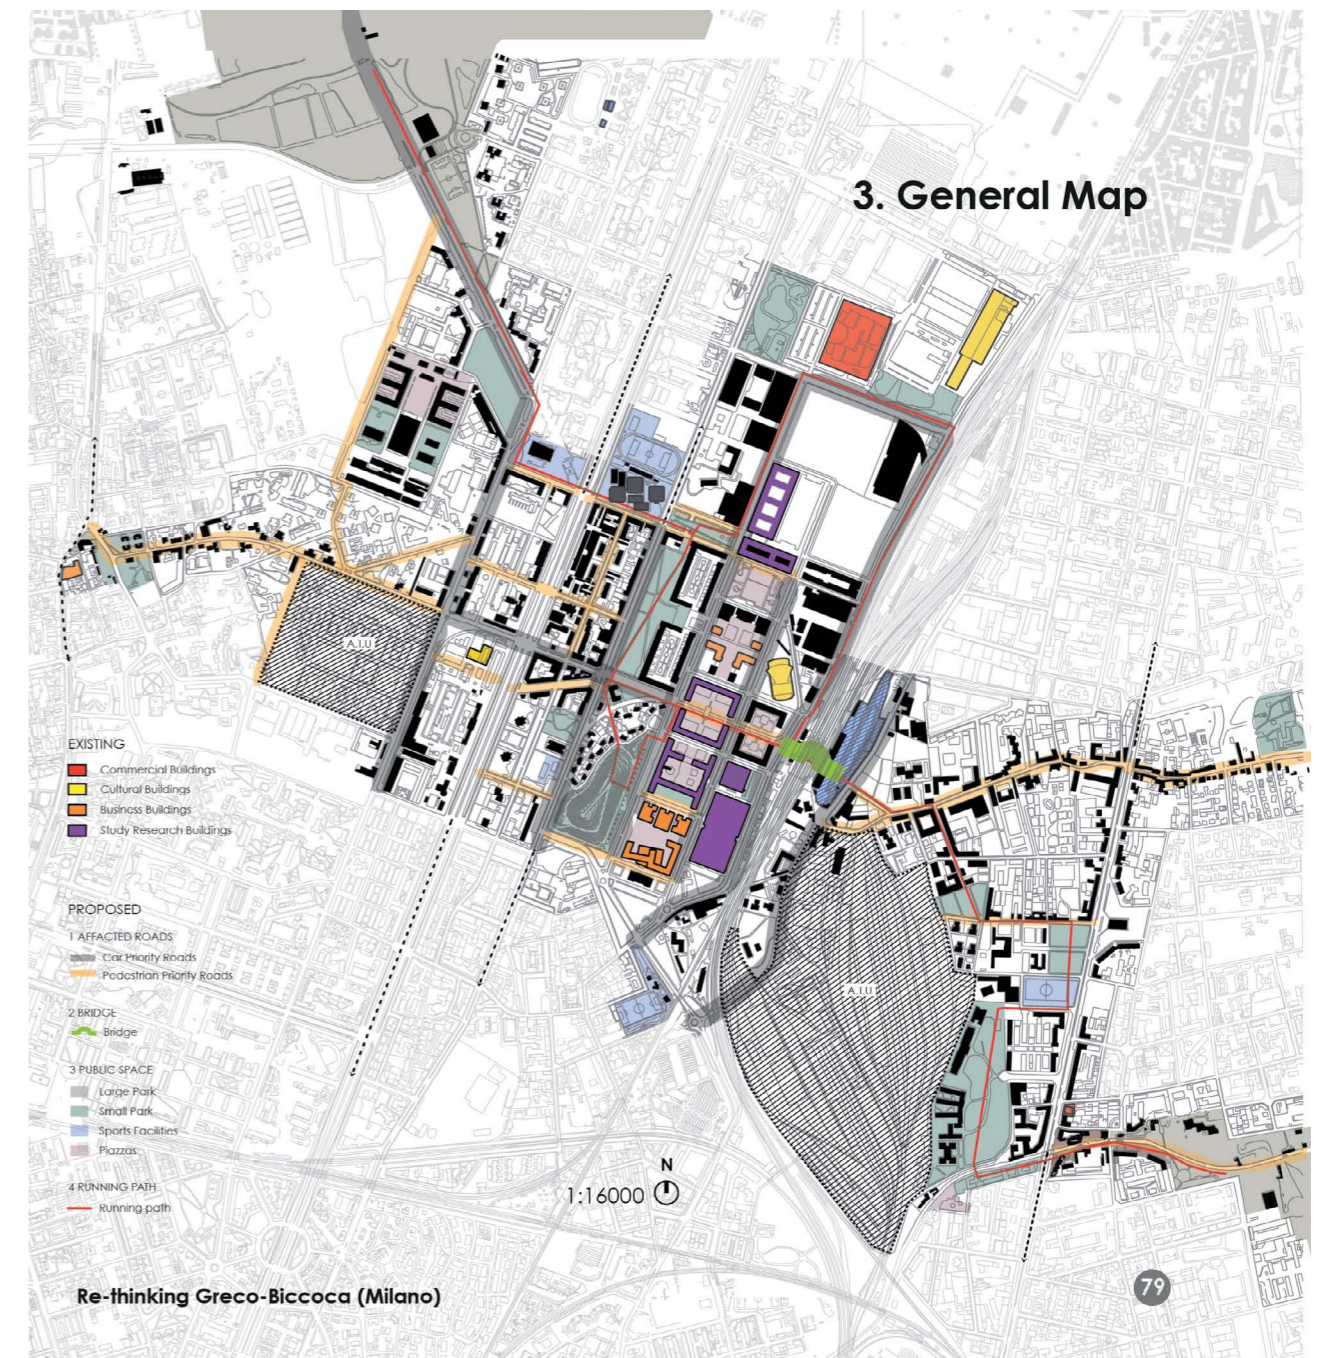 3. General Map
A.I.U
EXISTING
Commercial Buildings
Cultural Buildings
Business Buildings
Study Research Buildings
PROPOSED
1 AFFACTED ROADS
Car Priority Roads
Pedestrian Priority Roads
A.I.U
2 BRIDGE
Bridge
3 PUBLIC SPACE
Large Park
Small Park
Sports Facilities
Piazzas
4 RUNNING PATH
Running path
N
1:16000
Re-thinking Greco-Biccoca (Milano)
79